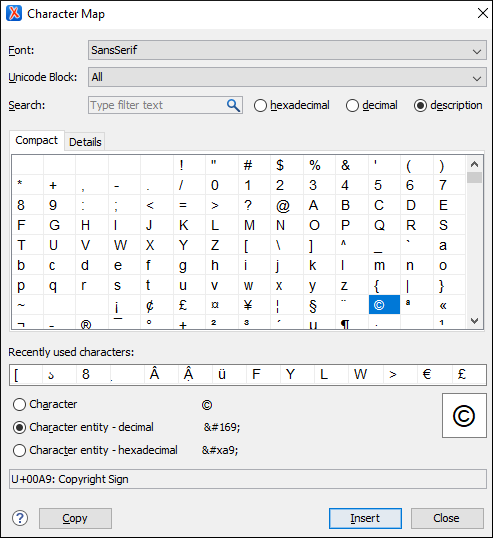 Character Map
Font: SansSerif
Unicode Block: All
Search: Type filter text hexadecimal decimal description
Compact Details
! " # $ % & ' ( )
* + , - . / 0 1 2 3 4 5 6 7
8 9 : ; < = > ? @ A B C D E
F G H I J K L M N O P Q R S
T U V W X Y Z [ \ ] ^ _ ` a
b c d e f g h i j k l m n o
p q r s t u v w x y z { | }
~ ¡ ¢ £ ¤ ¥ ¦ § ¨ © ª «
¬ - ® ¯ ° + ² ³ ´ µ ¶ · ¹
Recently used characters:
[ 8 Â Ậ ü F Y L W > € £
Character ©
Character entity - decimal &#169;
Character entity - hexadecimal &#xa9;
©
U+00A9: Copyright Sign
? Copy Insert Close